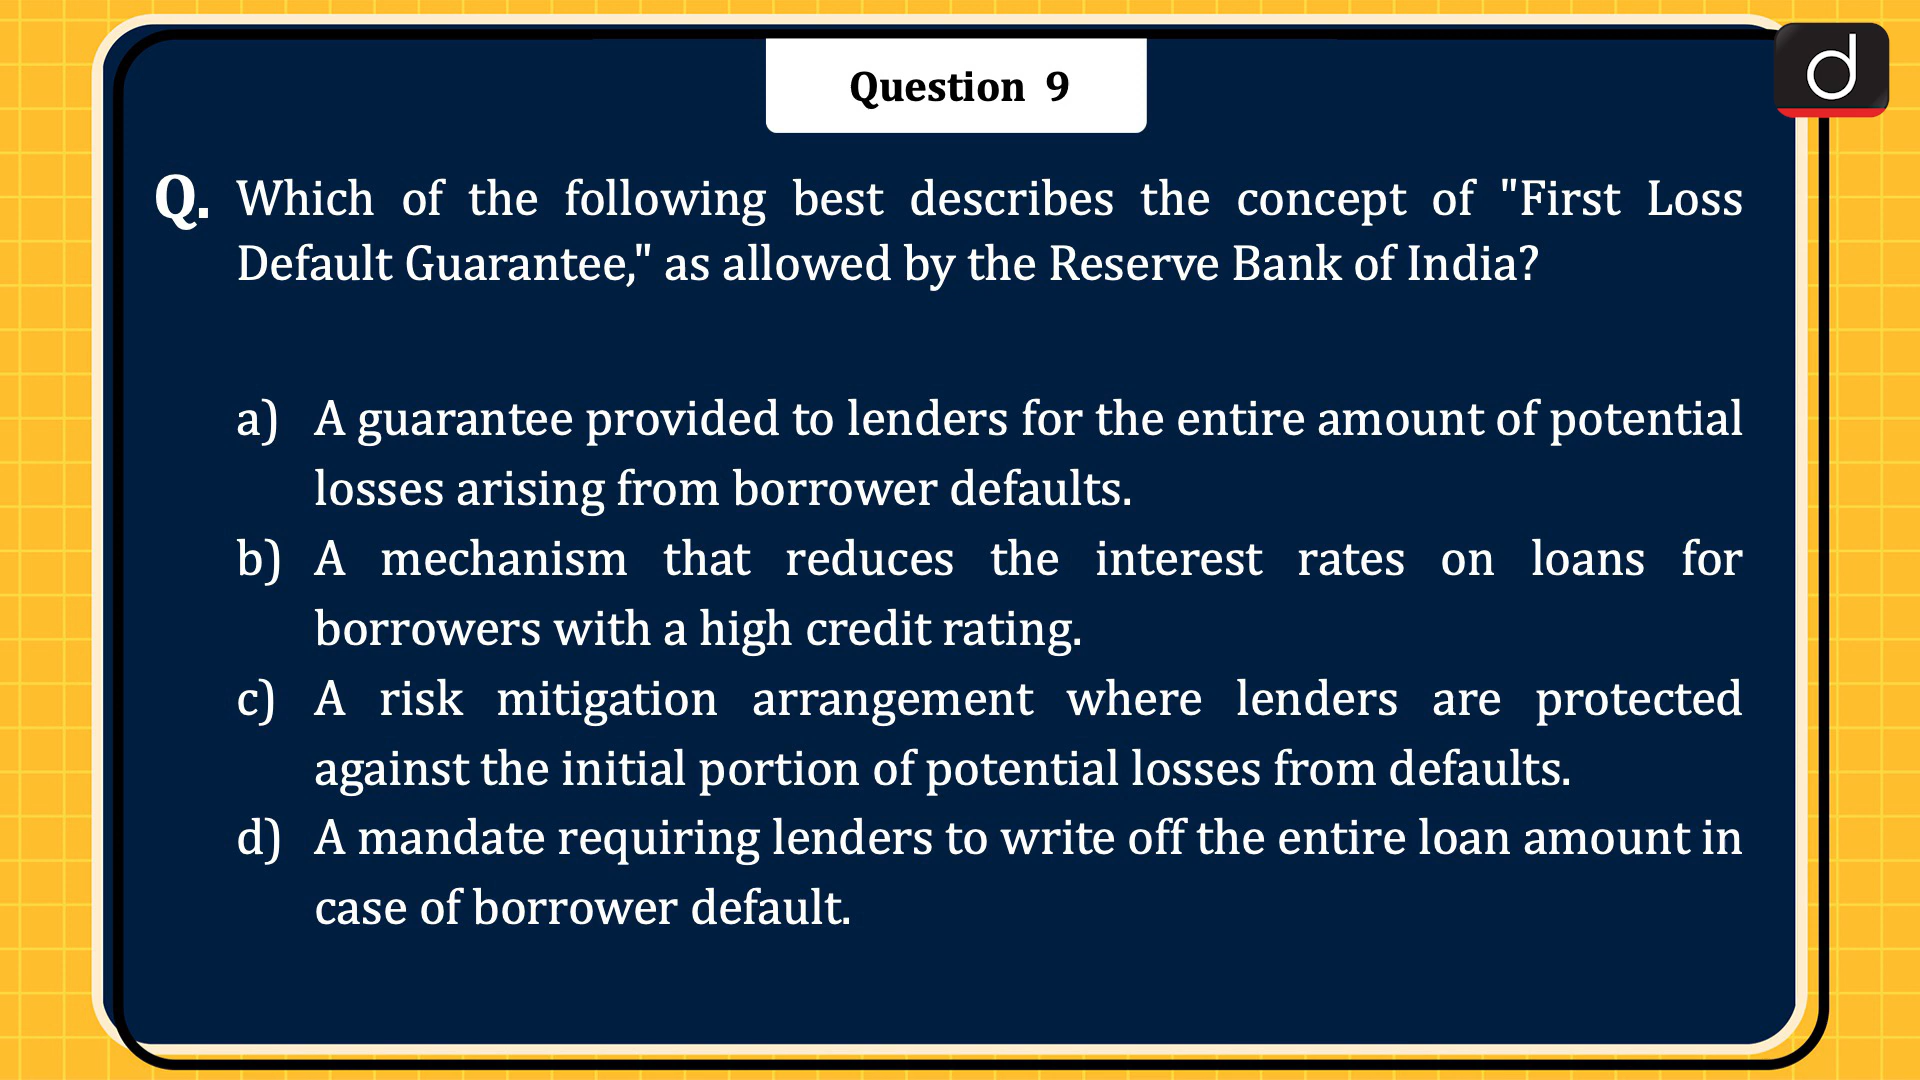 Question 9
d
Q. Which of the following best describes the concept of "First Loss
Default Guarantee," as allowed by the Reserve Bank of India?
a) A guarantee provided to lenders for the entire amount of potential
losses arising from borrower defaults.
b) A mechanism that reduces the interest rates on loans for
borrowers with a high credit rating.
c) A risk mitigation arrangement where lenders are protected
against the initial portion of potential losses from defaults.
d) A mandate requiring lenders to write off the entire loan amount in
case of borrower default.